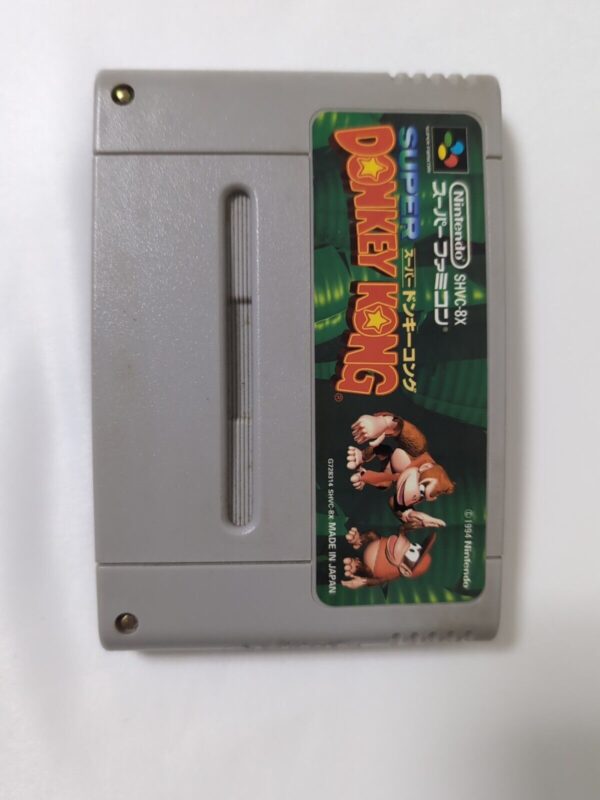 SUPER FAMICOM
Nintendo® SHVC-8X
スーパーファミコン®
SUPER スーパー ドンキーコング
DONKEY KONG®
© 1994 Nintendo
G728314 SHVC-8X MADE IN JAPAN